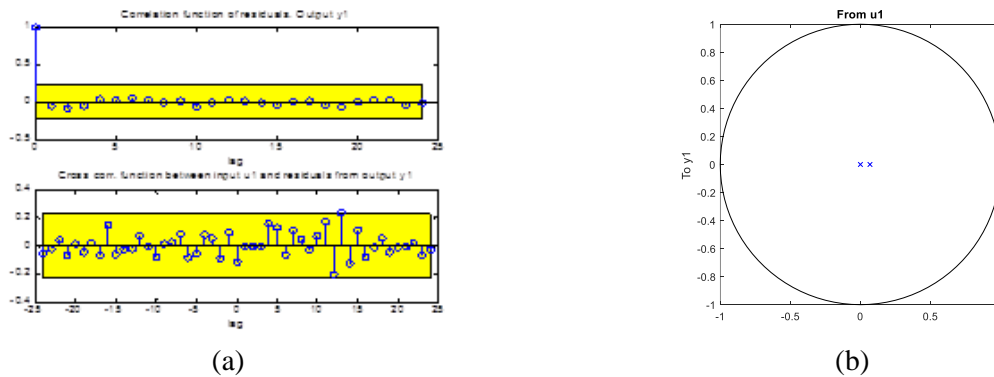 Correlation function of residuals. Output y1
1
0.5
0
-0.5
0 5 10 15 20 25
lag
Cross corr. function between input u1 and residuals from output y1
0.4
0.2
0
-0.2
-0.4
-25 -20 -15 -10 -5 0 5 10 15 20 25
lag
(a)
From u1
To y1
1
0.8
0.6
0.4
0.2
0
-0.2
-0.4
-0.6
-0.8
-1
-1 -0.5 0 0.5
(b)